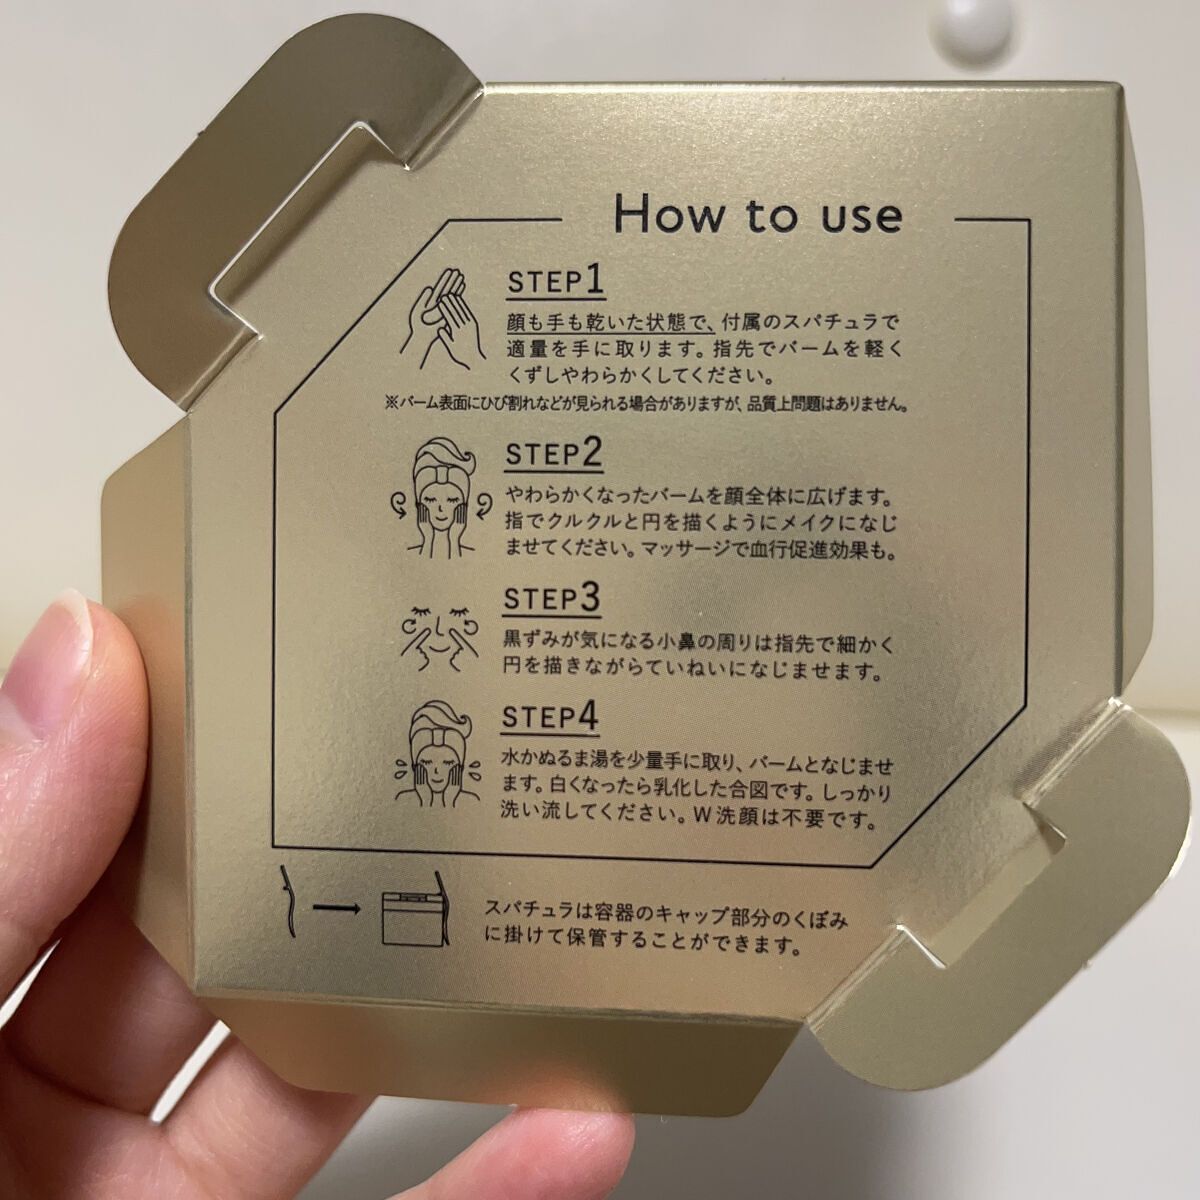 How to use
STEP1
顔も手も乾いた状態で、付属のスパチュラで
適量を手に取ります。指先でバームを軽く
くずしやわらかくしてください。
※バーム表面にひび割れなどが見られる場合がありますが、品質上問題はありません。
STEP2
やわらかくなったバームを顔全体に広げます。
指でクルクルと円を描くようにメイクになじ
ませてください。マッサージで血行促進効果も。
STEP3
黒ずみが気になる小鼻の周りは指先で細かく
円を描きながらていねいになじませます。
STEP4
水かぬるま湯を少量手に取り、バームとなじませ
ます。白くなったら乳化した合図です。しっかり
洗い流してください。W洗顔は不要です。
スパチュラは容器のキャップ部分のくぼみ
に掛けて保管することができます。